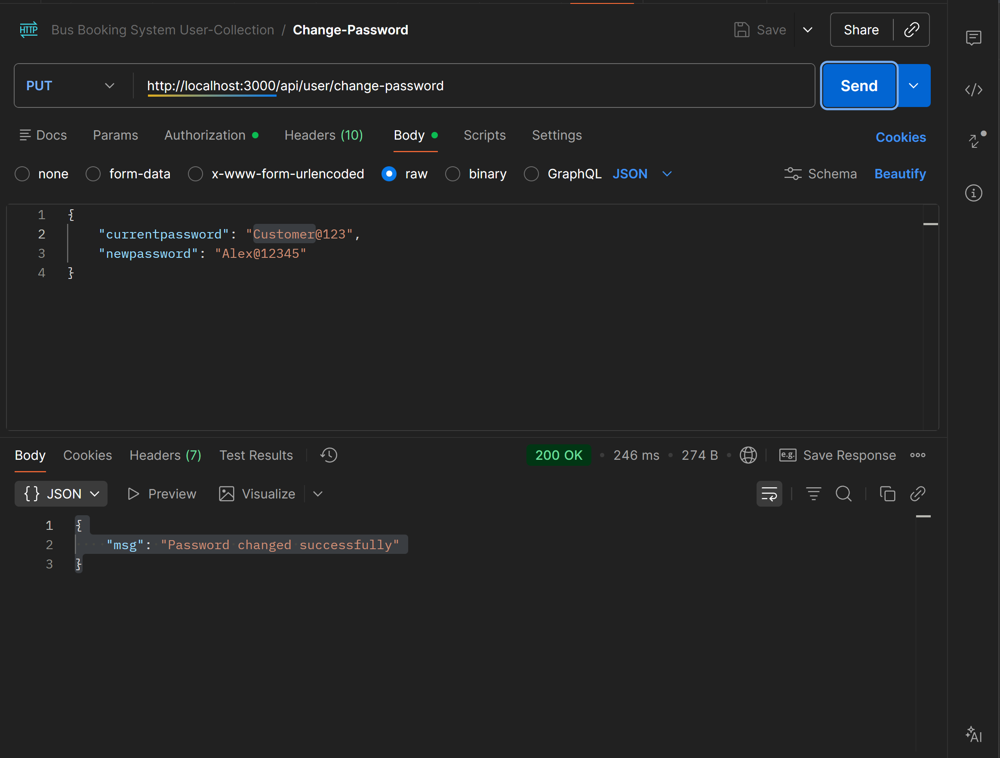 HTTP Bus Booking System User-Collection / Change-Password Save Share
PUT http://localhost:3000/api/user/change-password Send
Docs Params Authorization Headers (10) Body Scripts Settings Cookies
none form-data x-www-form-urlencoded raw binary GraphQL JSON Schema Beautify
1 {
2 "currentpassword": "Customer@123",
3 "newpassword": "Alex@12345"
4 }
Body Cookies Headers (7) Test Results 200 OK • 246 ms • 274 B • e.g. Save Response
{} JSON Preview Visualize
1 {
2 "msg": "Password changed successfully"
3 }
AI